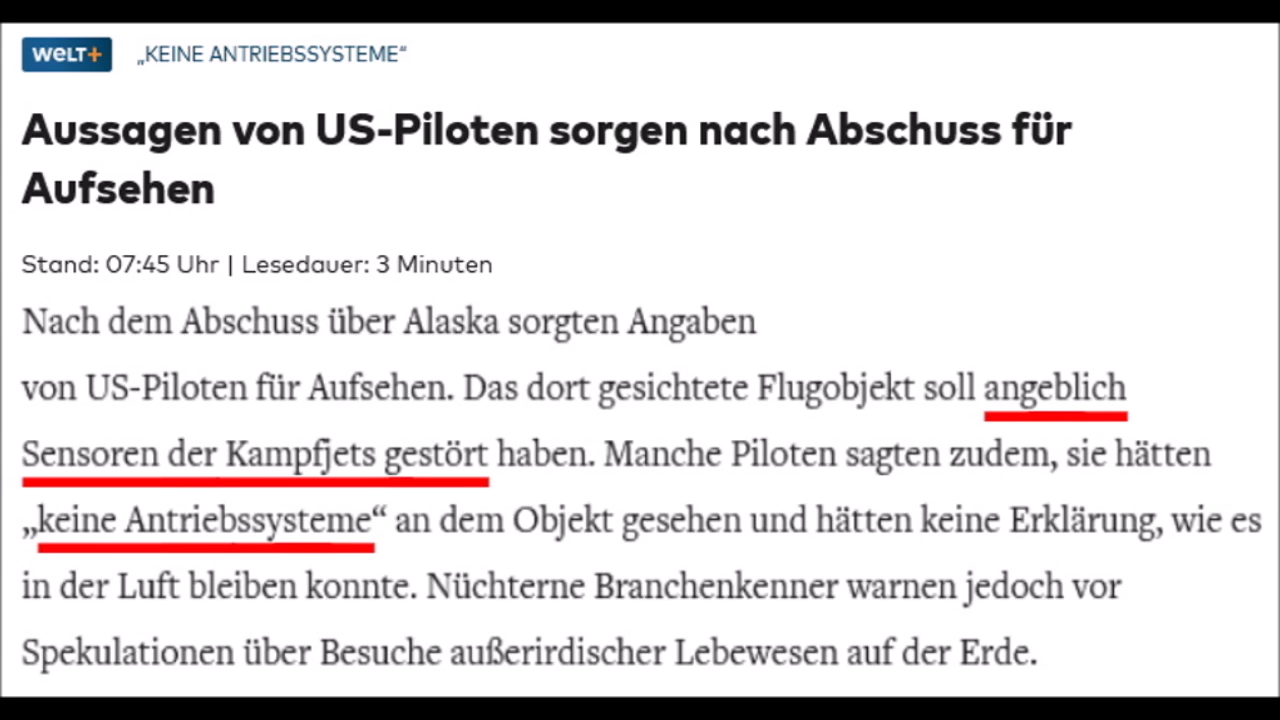 WELT+ „KEINE ANTRIEBSSYSTEME“
Aussagen von US-Piloten sorgen nach Abschuss für
Aufsehen
Stand: 07:45 Uhr | Lesedauer: 3 Minuten
Nach dem Abschuss über Alaska sorgten Angaben
von US-Piloten für Aufsehen. Das dort gesichtete Flugobjekt soll angeblich
Sensoren der Kampfjets gestört haben. Manche Piloten sagten zudem, sie hätten
„keine Antriebssysteme“ an dem Objekt gesehen und hätten keine Erklärung, wie es
in der Luft bleiben konnte. Nüchterne Branchenkenner warnen jedoch vor
Spekulationen über Besuche außerirdischer Lebewesen auf der Erde.